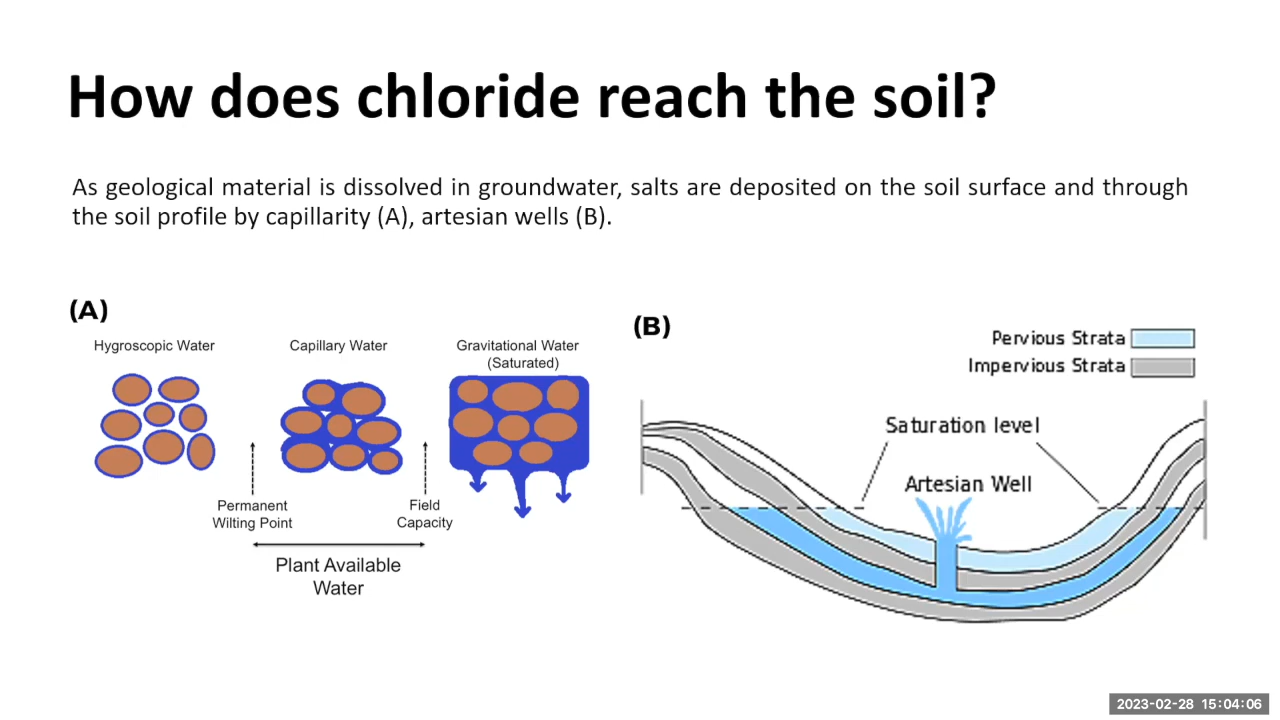 How does chloride reach the soil?
As geological material is dissolved in groundwater, salts are deposited on the soil surface and through
the soil profile by capillarity (A), artesian wells (B).
(A)
Hygroscopic Water
Capillary Water
Gravitational Water
(Saturated)
Permanent
Wilting Point
Field
Capacity
Plant Available
Water
(B)
Pervious Strata
Impervious Strata
Saturation level
Artesian Well
2023-02-28 15:04:06